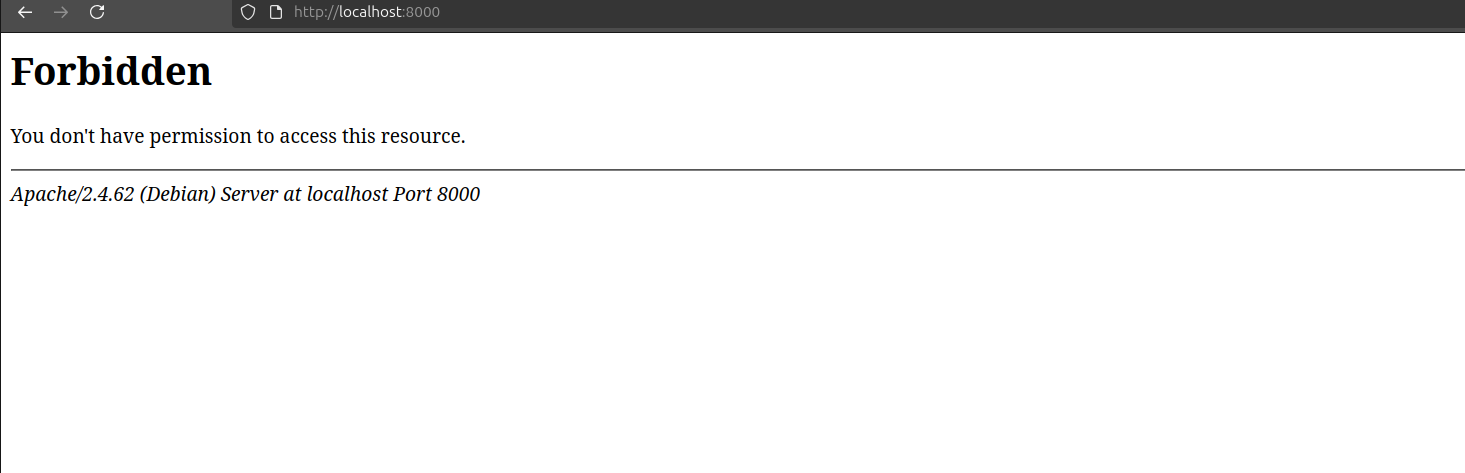 http://localhost:8000
Forbidden
You don't have permission to access this resource.
Apache/2.4.62 (Debian) Server at localhost Port 8000